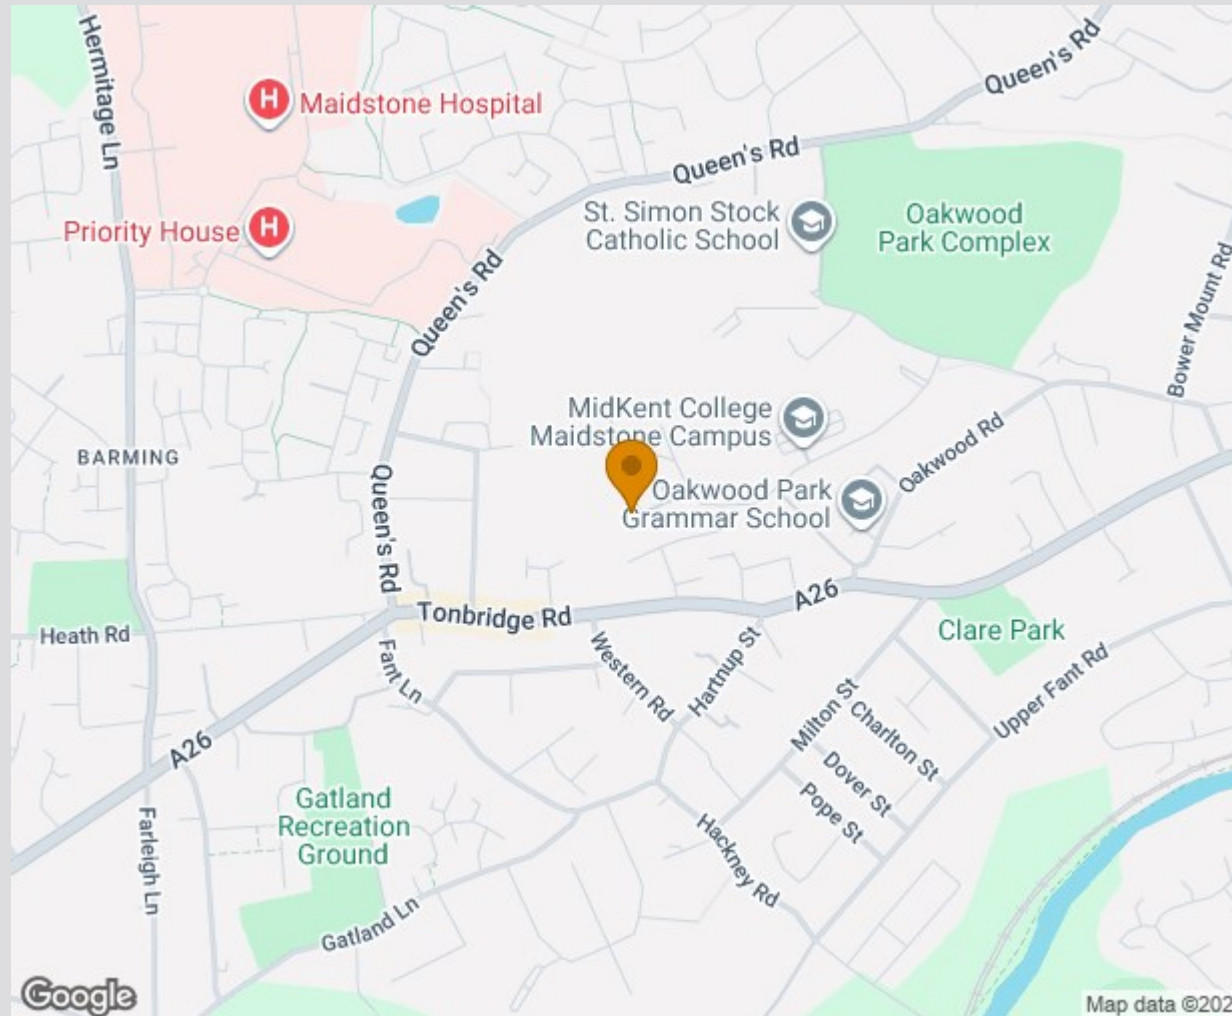 Hermitage Ln
Queen's Rd
Maidstone Hospital
Queen's Rd
St. Simon Stock
Catholic School
Oakwood
Park Complex
Priority House
Queen's Rd
Bower Mount Rd
MidKent College
Maidstone Campus
BARMING
Oakwood Rd
Queen's Rd
Oakwood Park
Grammar School
A26
Tonbridge Rd
Heath Rd
Clare Park
Fant Ln
Western Rd
Hartnup St
Upper Fant Rd
Milton St
Charlton St
A26
Dover St
Pope St
Gatland
Recreation
Ground
Farleigh Ln
Hackney Rd
Gatland Ln
Google
Map data ©202
H
H